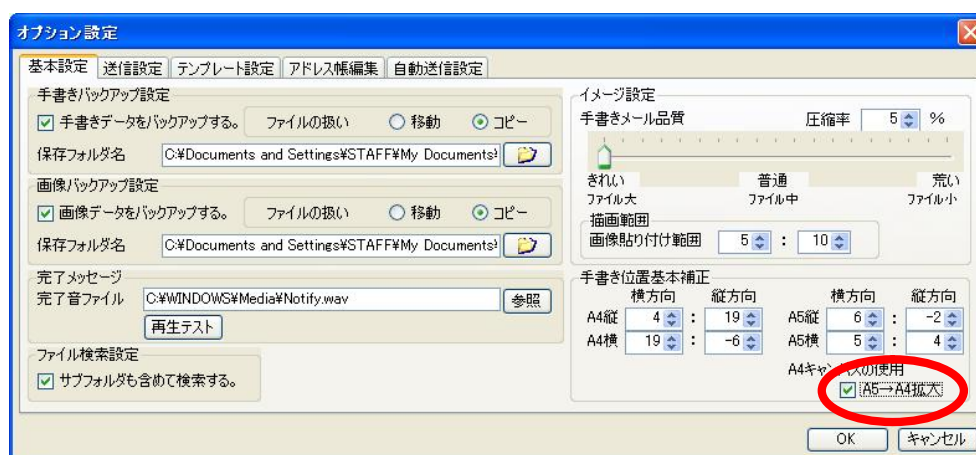 オプション設定
基本設定 送信設定 テンプレート設定 アドレス帳編集 自動送信設定
手書きバックアップ設定
手書きデータをバックアップする。 ファイルの扱い 移動 コピー
保存フォルダ名 C:¥Documents and Settings¥STAFF¥My Documents¥
画像バックアップ設定
画像データをバックアップする。 ファイルの扱い 移動 コピー
保存フォルダ名 C:¥Documents and Settings¥STAFF¥My Documents¥
完了メッセージ
完了音ファイル C:¥WINDOWS¥Media¥Notify.wav 参照
再生テスト
ファイル検索設定
サブフォルダも含めて検索する。
イメージ設定
手書きメール品質 圧縮率 5 %
きれい 普通 荒い
ファイル大 ファイル中 ファイル小
描画範囲
画像貼り付け範囲 5 : 10
手書き位置基本補正
横方向 縦方向 横方向 縦方向
A4縦 4 : 19 A5縦 6 : -2
A4横 19 : -6 A5横 5 : 4
A4キャンバスの使用
A5→A4拡大
OK キャンセル